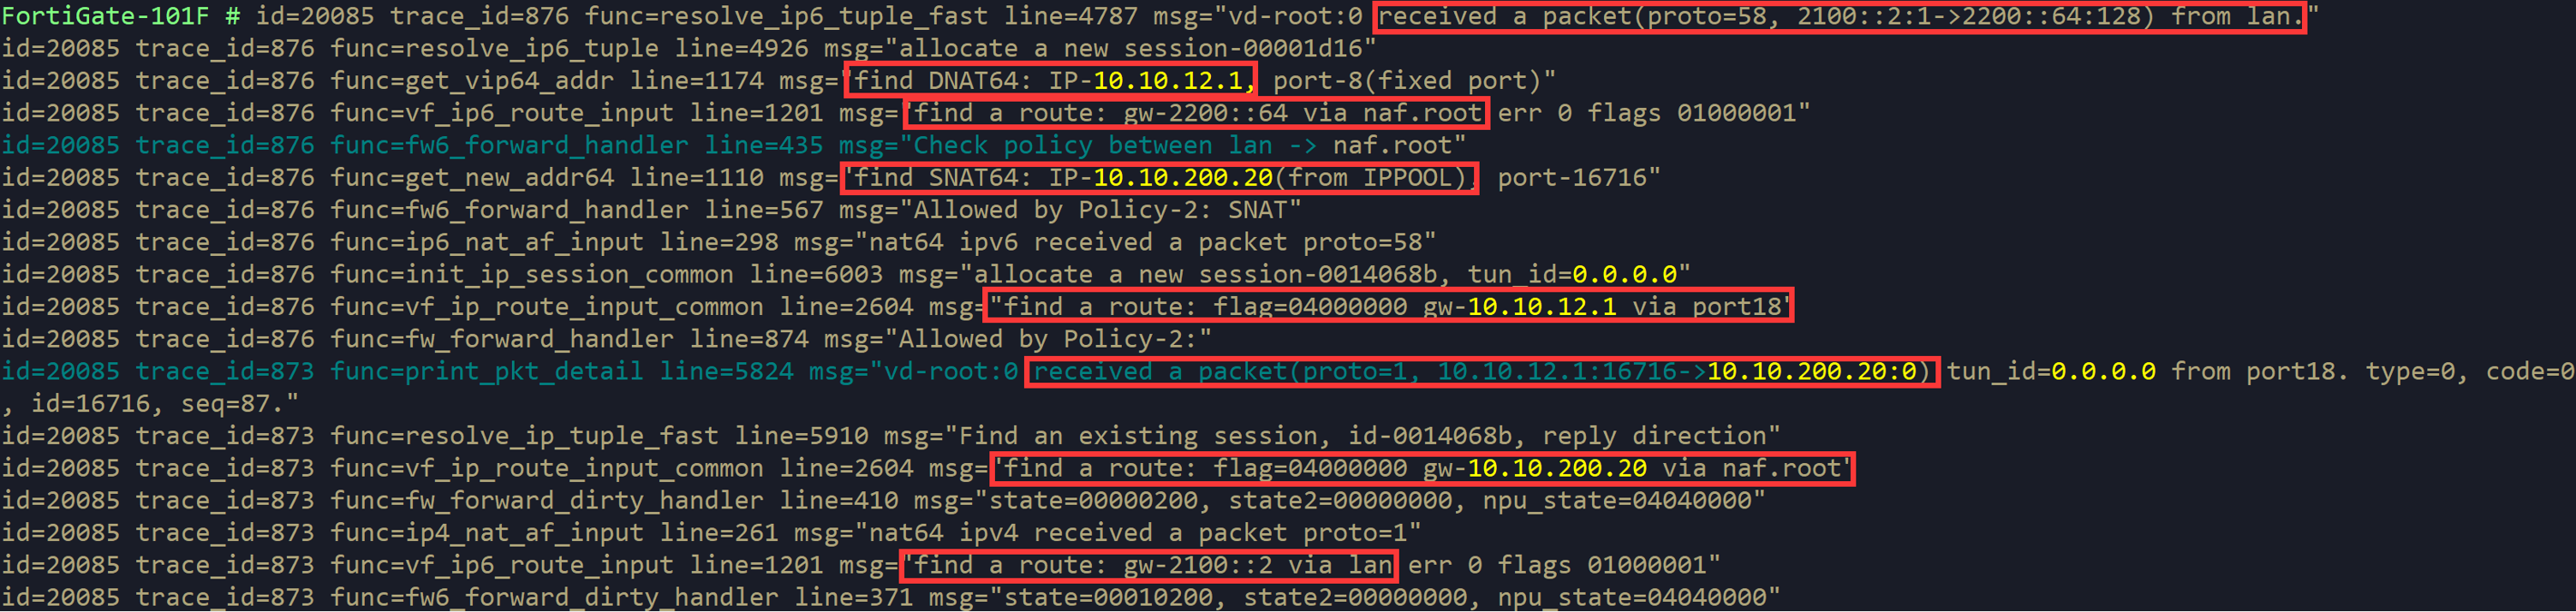 FortiGate-101F # id=20085 trace_id=876 func=resolve_ip6_tuple_fast line=4787 msg="vd-root:0 received a packet(proto=58, 2100::2:1->2200::64:128) from lan."
id=20085 trace_id=876 func=resolve_ip6_tuple line=4926 msg="allocate a new session-00001d16"
id=20085 trace_id=876 func=get_vip64_addr line=1174 msg="find DNAT64: IP-10.10.12.1, port-8(fixed port)"
id=20085 trace_id=876 func=vf_ip6_route_input line=1201 msg="find a route: gw-2200::64 via naf.root err 0 flags 01000001"
id=20085 trace_id=876 func=fw6_forward_handler line=435 msg="Check policy between lan -> naf.root"
id=20085 trace_id=876 func=get_new_addr64 line=1110 msg="find SNAT64: IP-10.10.200.20(from IPPOOL), port-16716"
id=20085 trace_id=876 func=fw6_forward_handler line=567 msg="Allowed by Policy-2: SNAT"
id=20085 trace_id=876 func=ip6_nat_af_input line=298 msg="nat64 ipv6 received a packet proto=58"
id=20085 trace_id=876 func=init_ip_session_common line=6003 msg="allocate a new session-0014068b, tun_id=0.0.0.0"
id=20085 trace_id=876 func=vf_ip_route_input_common line=2604 msg="find a route: flag=04000000 gw-10.10.12.1 via port18"
id=20085 trace_id=876 func=fw_forward_handler line=874 msg="Allowed by Policy-2:"
id=20085 trace_id=873 func=print_pkt_detail line=5824 msg="vd-root:0 received a packet(proto=1, 10.10.12.1:16716->10.10.200.20:0) tun_id=0.0.0.0 from port18. type=0, code=0
, id=16716, seq=87."
id=20085 trace_id=873 func=resolve_ip_tuple_fast line=5910 msg="Find an existing session, id-0014068b, reply direction"
id=20085 trace_id=873 func=vf_ip_route_input_common line=2604 msg="find a route: flag=04000000 gw-10.10.200.20 via naf.root"
id=20085 trace_id=873 func=fw_forward_dirty_handler line=410 msg="state=00000200, state2=00000000, npu_state=04040000"
id=20085 trace_id=873 func=ip4_nat_af_input line=261 msg="nat64 ipv4 received a packet proto=1"
id=20085 trace_id=873 func=vf_ip6_route_input line=1201 msg="find a route: gw-2100::2 via lan err 0 flags 01000001"
id=20085 trace_id=873 func=fw6_forward_dirty_handler line=371 msg="state=00010200, state2=00000000, npu_state=04040000"